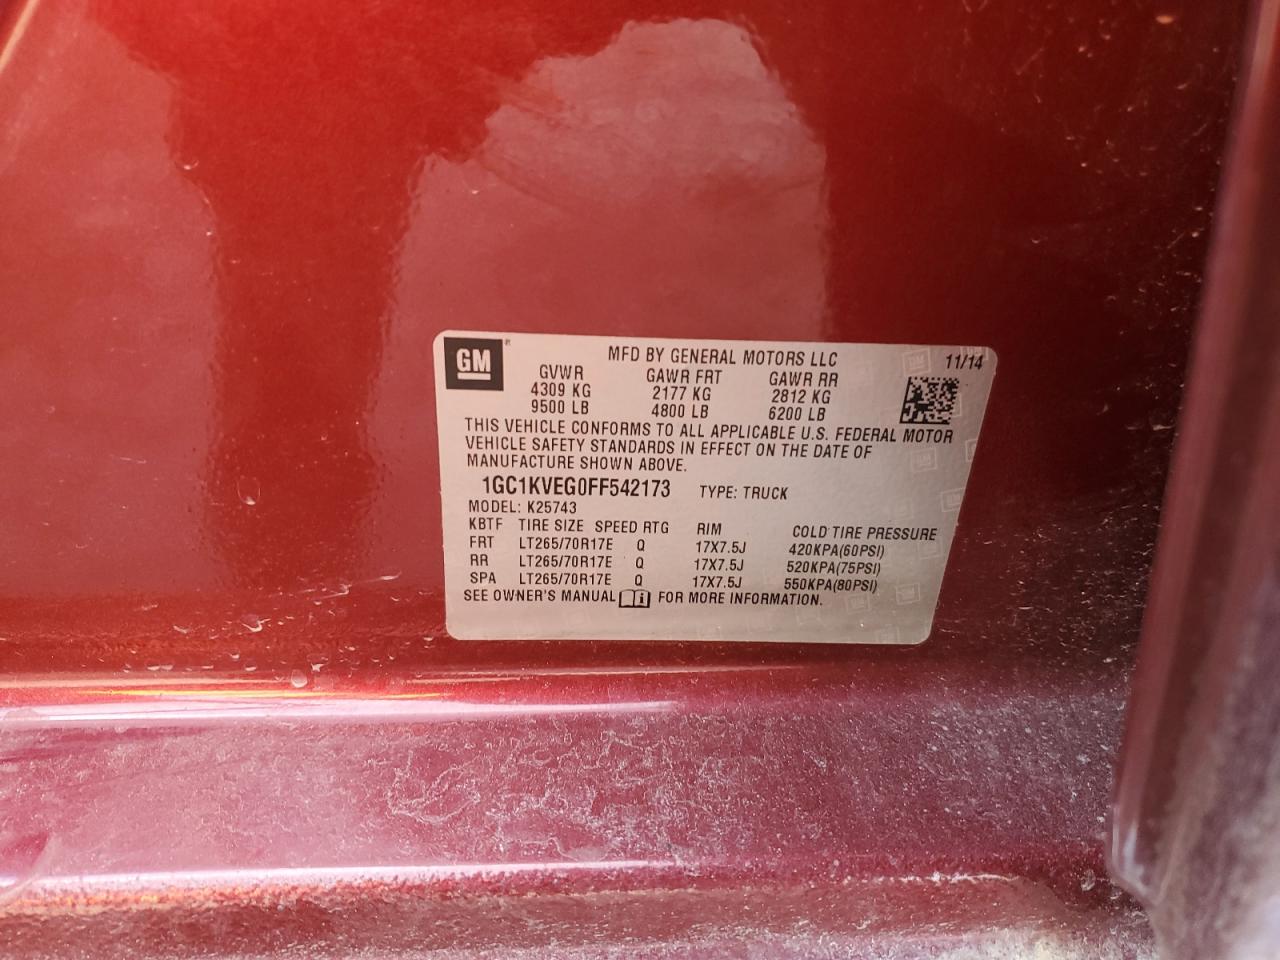 GM® MFD BY GENERAL MOTORS LLC 11/14
GVWR GAWR FRT GAWR RR
4309 KG 2177 KG 2812 KG
9500 LB 4800 LB 6200 LB
THIS VEHICLE CONFORMS TO ALL APPLICABLE U.S. FEDERAL MOTOR
VEHICLE SAFETY STANDARDS IN EFFECT ON THE DATE OF
MANUFACTURE SHOWN ABOVE.
1GC1KVEG0FF542173 TYPE: TRUCK
MODEL: K25743
KBTF TIRE SIZE SPEED RTG RIM COLD TIRE PRESSURE
FRT LT265/70R17E Q 17X7.5J 420KPA(60PSI)
RR LT265/70R17E Q 17X7.5J 520KPA(75PSI)
SPA LT265/70R17E Q 17X7.5J 550KPA(80PSI)
SEE OWNER'S MANUAL i FOR MORE INFORMATION.